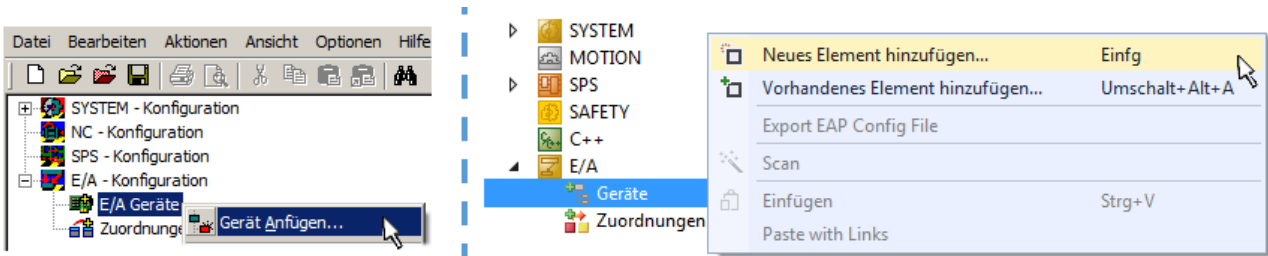 Datei Bearbeiten Aktionen Ansicht Optionen Hilfe
SYSTEM - Konfiguration
NC - Konfiguration
SPS - Konfiguration
E/A - Konfiguration
E/A Geräte
Gerät Anfügen...
Zuordnunge
SYSTEM
MOTION
SPS
SAFETY
C++
E/A
Geräte
Zuordnungen
Neues Element hinzufügen... Einfg
Vorhandenes Element hinzufügen... Umschalt+Alt+A
Export EAP Config File
Scan
Einfügen Strg+V
Paste with Links